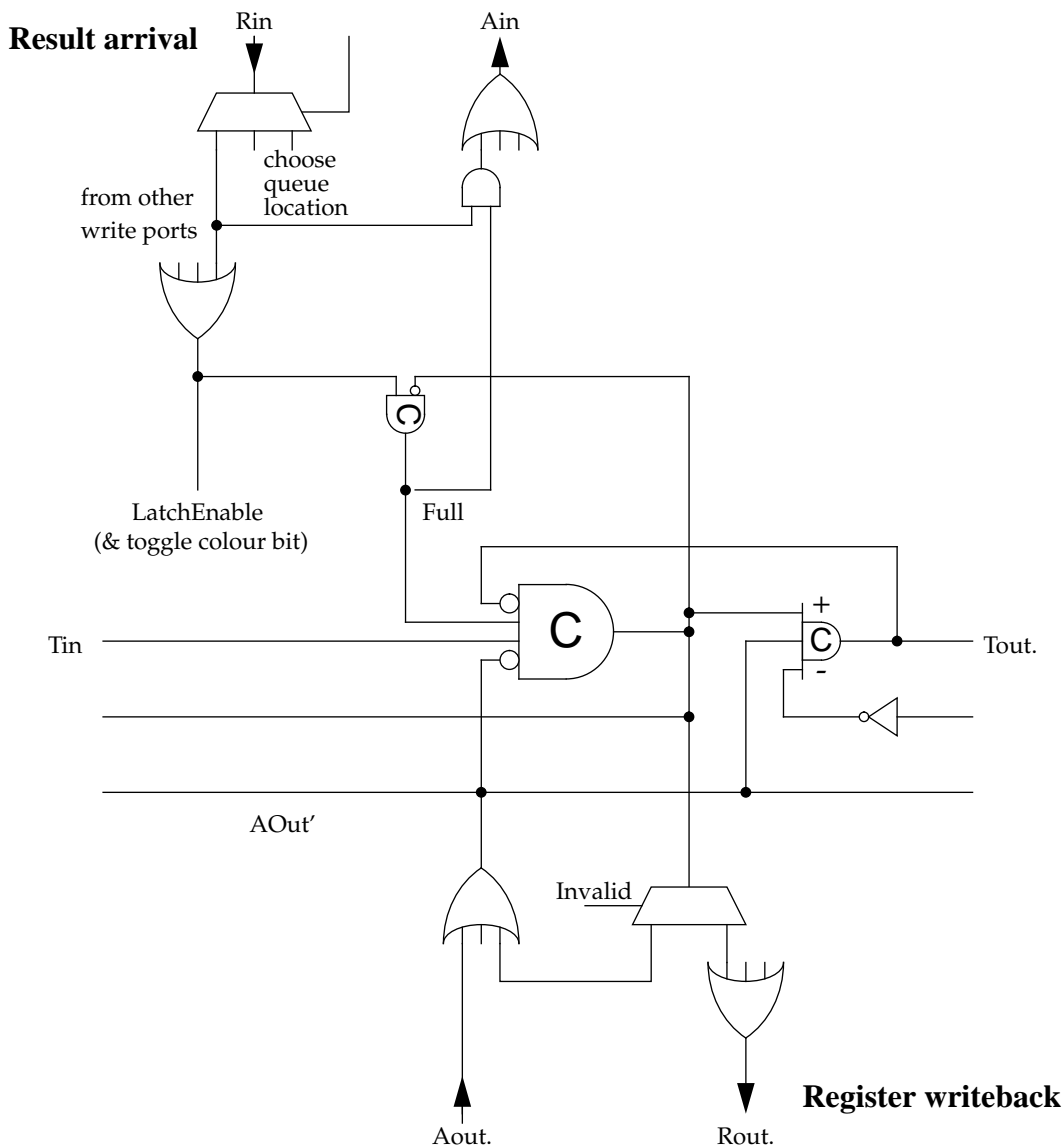 Result arrival
Rin
Ain
choose
queue
location
from other
write ports
C
LatchEnable
(& toggle colour bit)
Full
C
+
C
-
Tin
Tout.
AOut’
Invalid
Register writeback
Aout.
Rout.